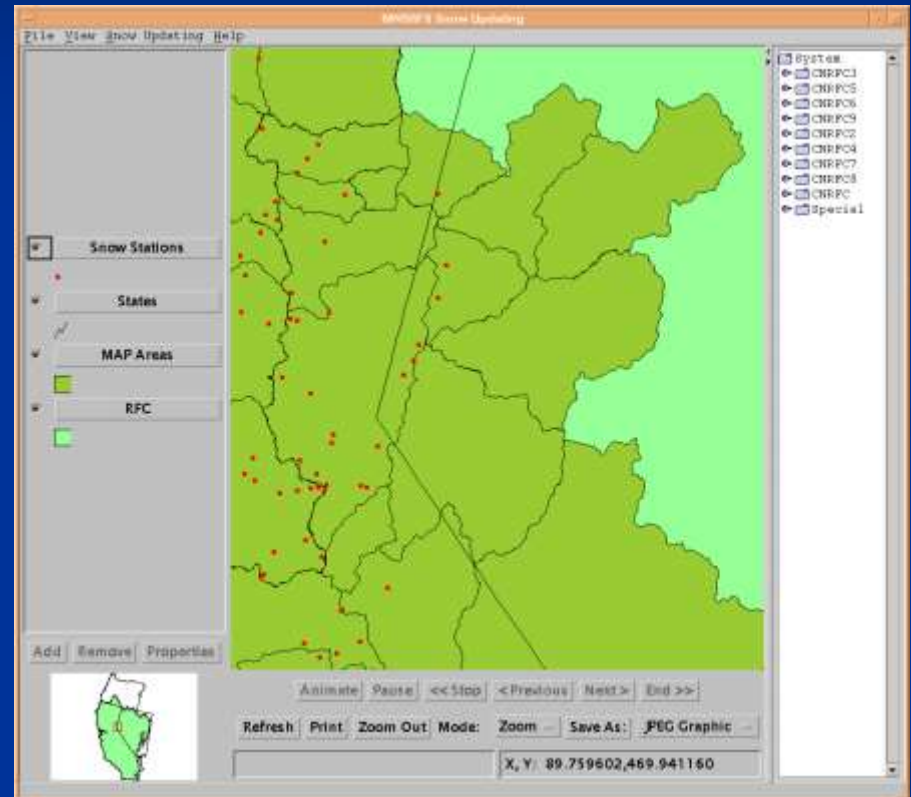 Snow Updating
File View Snow Updating Help
Snow Stations
States
MAP Areas
RFC
Add Remove Properties
System
CNRFC3
CNRFC5
CNRFC6
CNRFC9
CNRFC2
CNRFC4
CNRFC7
CNRFC8
CNRFC
Special
Animate Pause <<Stop <Previous Next> End >>
Refresh Print Zoom Out Mode: Zoom Save As: JPEG Graphic
X, Y: 89.759602,469.941160